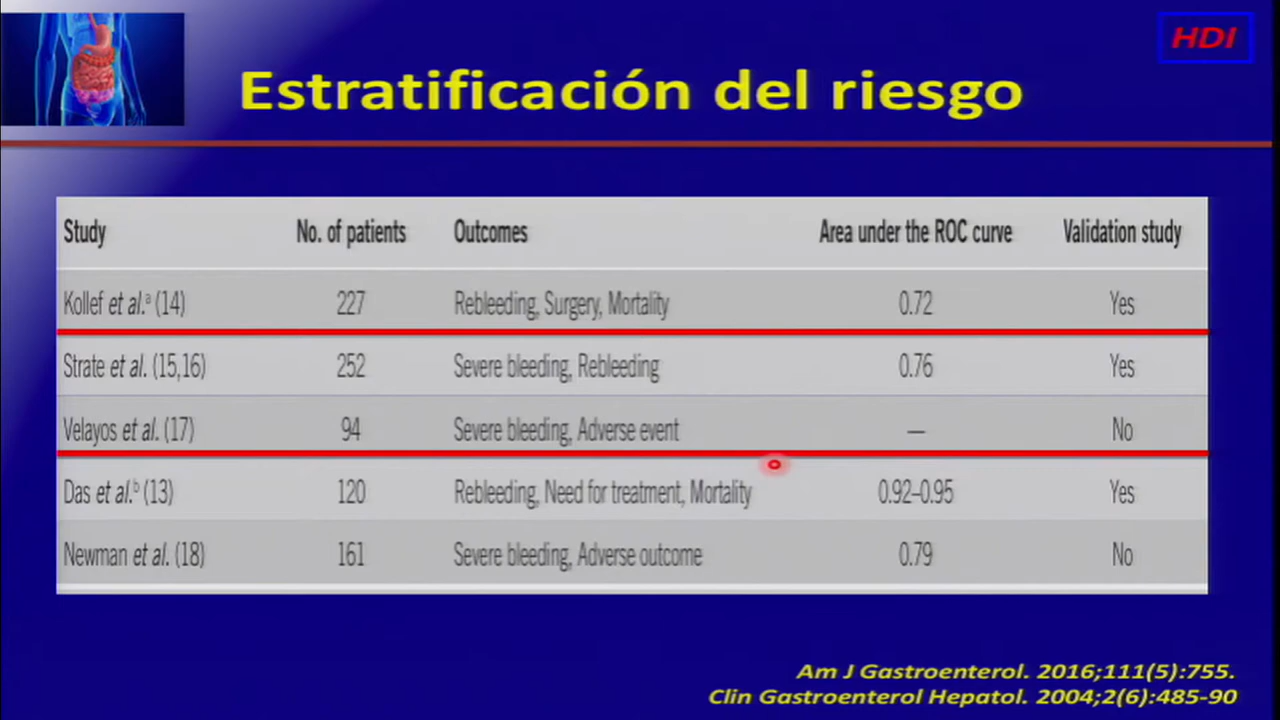 HDI
Estratificación del riesgo
Study No. of patients Outcomes Area under the ROC curve Validation study
Kollef et al.ª (14) 227 Rebleeding, Surgery, Mortality 0.72 Yes
Strate et al. (15,16) 252 Severe bleeding, Rebleeding 0.76 Yes
Velayos et al. (17) 94 Severe bleeding, Adverse event — No
Das et al.ᵇ (13) 120 Rebleeding, Need for treatment, Mortality 0.92–0.95 Yes
Newman et al. (18) 161 Severe bleeding, Adverse outcome 0.79 No
Am J Gastroenterol. 2016;111(5):755.
Clin Gastroenterol Hepatol. 2004;2(6):485-90